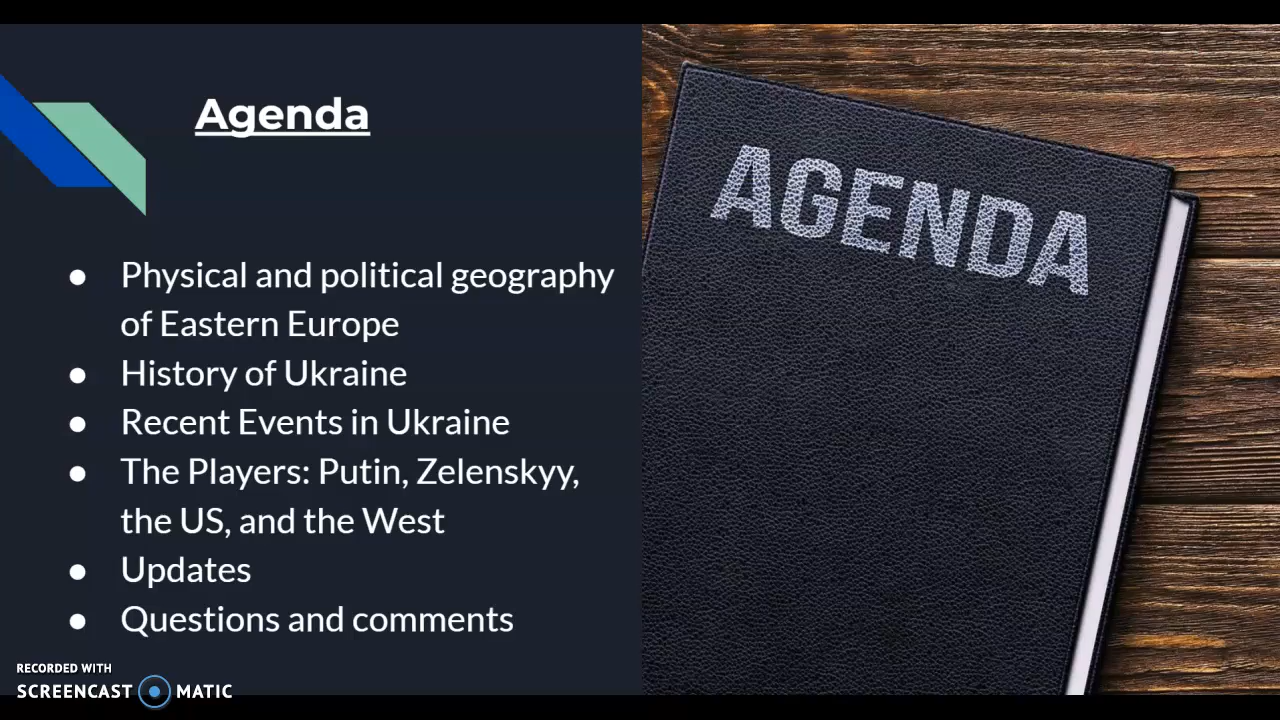 Agenda
AGENDA
● Physical and political geography
of Eastern Europe
● History of Ukraine
● Recent Events in Ukraine
● The Players: Putin, Zelenskyy,
the US, and the West
● Updates
● Questions and comments
RECORDED WITH
SCREENCAST MATIC